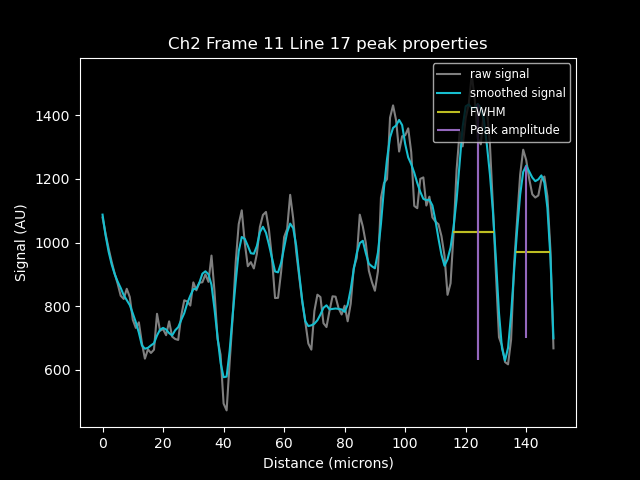 Ch2 Frame 11 Line 17 peak properties
raw signal
smoothed signal
FWHM
Peak amplitude
Signal (AU)
1400
1200
1000
800
600
0 20 40 60 80 100 120 140
Distance (microns)